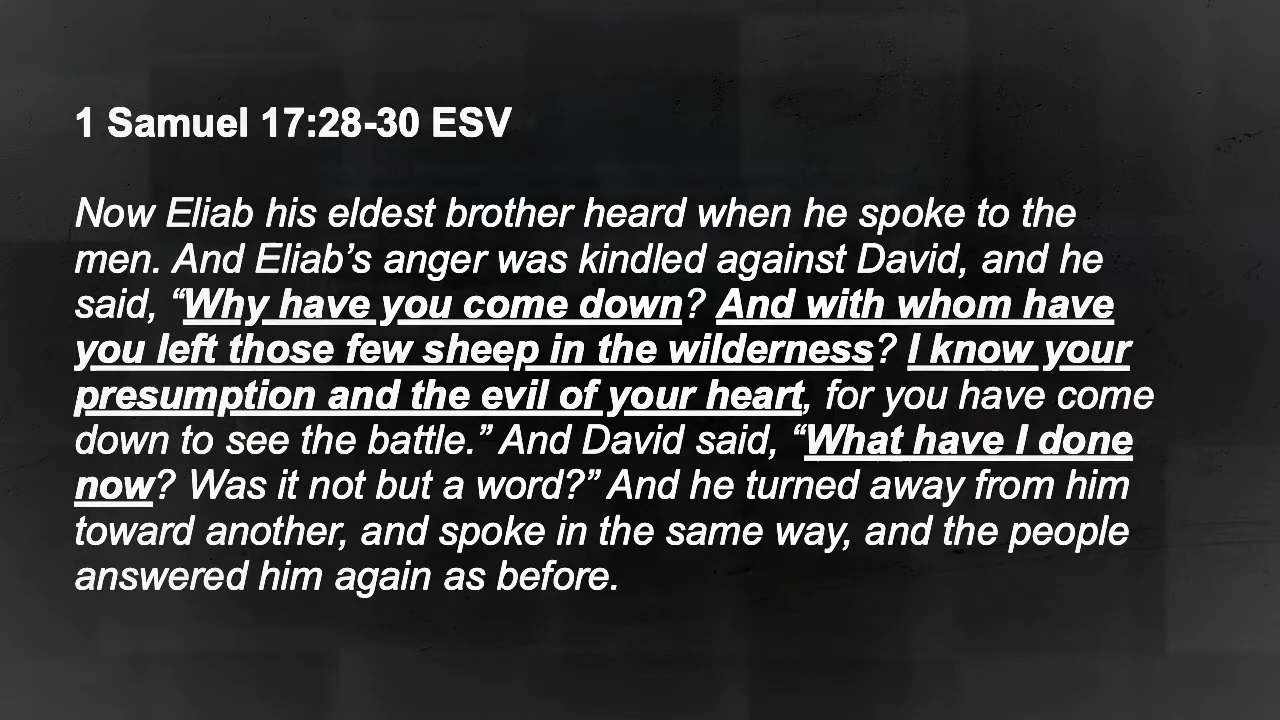 1 Samuel 17:28-30 ESV
Now Eliab his eldest brother heard when he spoke to the
men. And Eliab’s anger was kindled against David, and he
said, “Why have you come down? And with whom have
you left those few sheep in the wilderness? I know your
presumption and the evil of your heart, for you have come
down to see the battle.” And David said, “What have I done
now? Was it not but a word?” And he turned away from him
toward another, and spoke in the same way, and the people
answered him again as before.